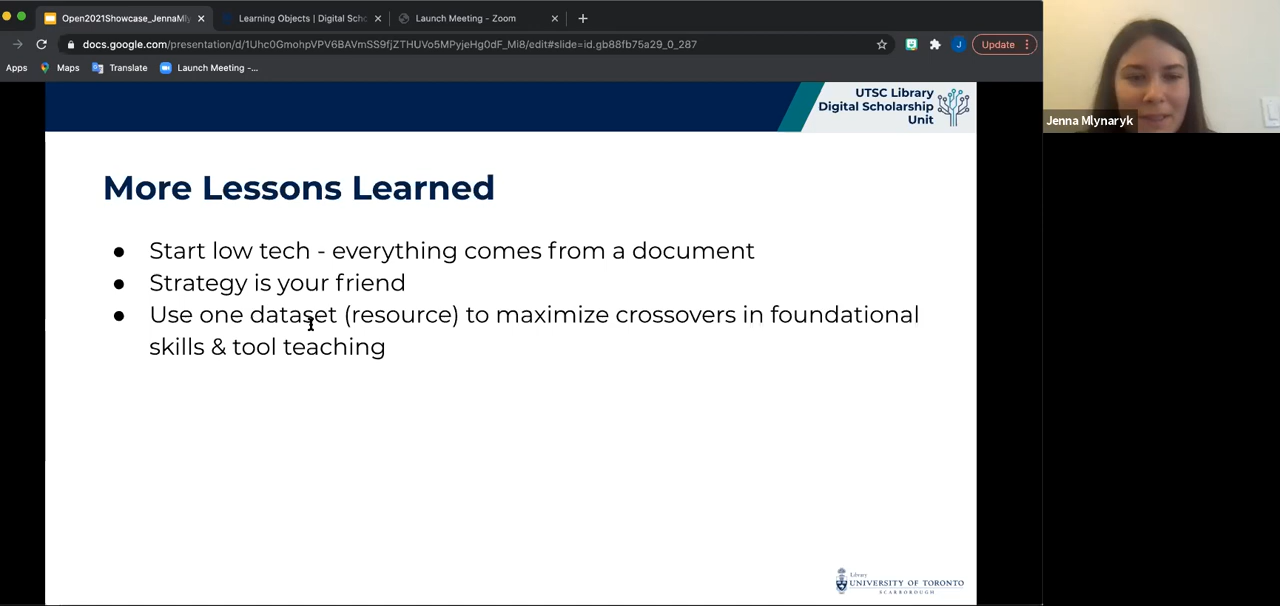 Open2021Showcase_JennaMly
Learning Objects | Digital Scho
Launch Meeting - Zoom
docs.google.com/presentation/d/1Uhc0GmohpVPV6BAVmSS9fjZTHUVo5MPyjeHg0dF_Mi8/edit#slide=id.gb88fb75a29_0_287
J
Update
Apps
Maps
Translate
Launch Meeting -...
UTSC Library
Digital Scholarship
Unit
Jenna Mlynaryk
More Lessons Learned
● Start low tech - everything comes from a document
● Strategy is your friend
● Use one dataset (resource) to maximize crossovers in foundational
skills & tool teaching
Library
UNIVERSITY OF TORONTO
SCARBOROUGH